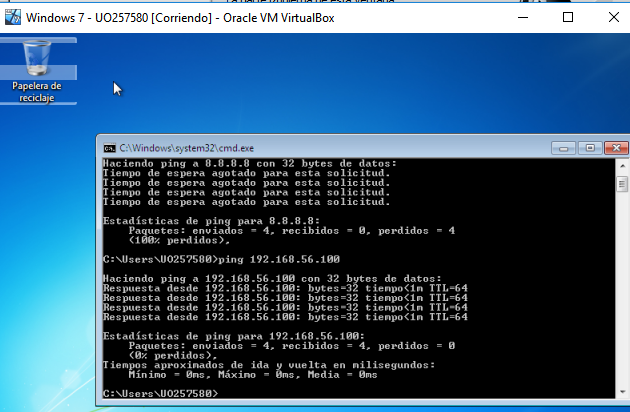 Windows 7 - UO257580 [Corriendo] - Oracle VM VirtualBox
Papelera de
reciclaje
C:\Windows\system32\cmd.exe
Haciendo ping a 8.8.8.8 con 32 bytes de datos:
Tiempo de espera agotado para esta solicitud.
Tiempo de espera agotado para esta solicitud.
Tiempo de espera agotado para esta solicitud.
Tiempo de espera agotado para esta solicitud.
Estadísticas de ping para 8.8.8.8:
Paquetes: enviados = 4, recibidos = 0, perdidos = 4
(100% perdidos),
C:\Users\UO257580>ping 192.168.56.100
Haciendo ping a 192.168.56.100 con 32 bytes de datos:
Respuesta desde 192.168.56.100: bytes=32 tiempo<1m TTL=64
Respuesta desde 192.168.56.100: bytes=32 tiempo<1m TTL=64
Respuesta desde 192.168.56.100: bytes=32 tiempo<1m TTL=64
Respuesta desde 192.168.56.100: bytes=32 tiempo<1m TTL=64
Estadísticas de ping para 192.168.56.100:
Paquetes: enviados = 4, recibidos = 4, perdidos = 0
(0% perdidos),
Tiempos aproximados de ida y vuelta en milisegundos:
Mínimo = 0ms, Máximo = 0ms, Media = 0ms
C:\Users\UO257580>